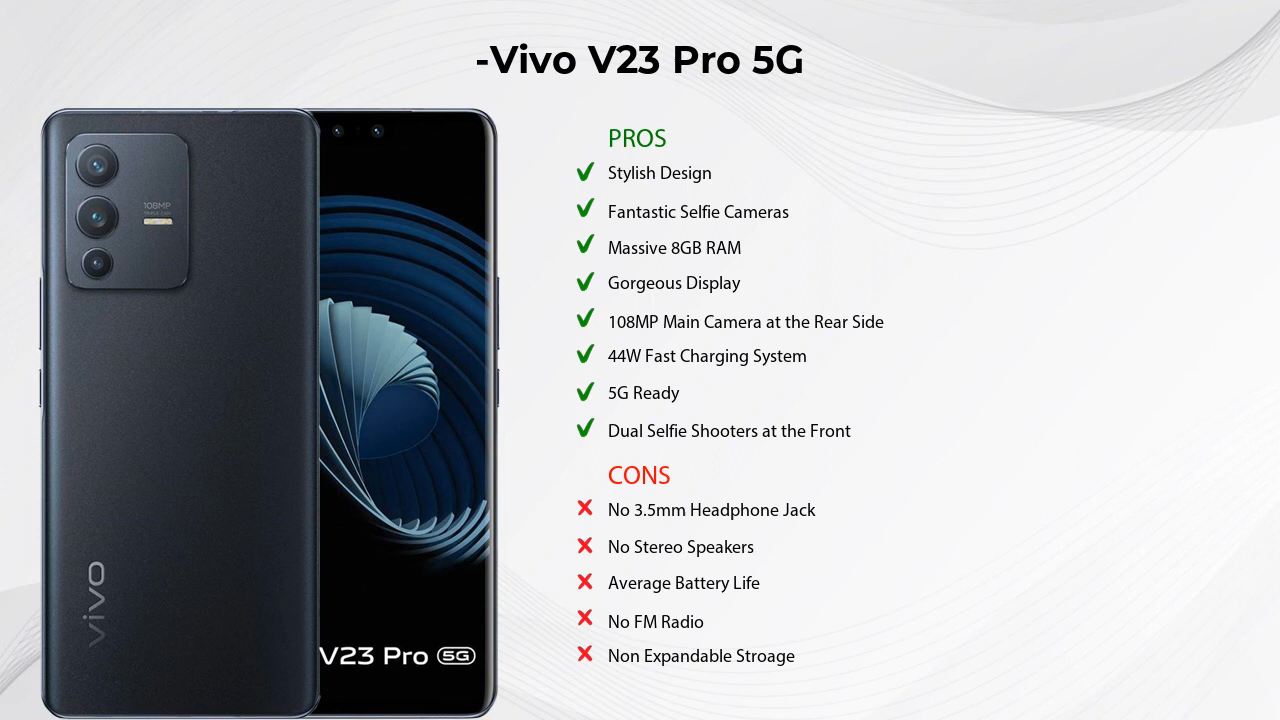 -Vivo V23 Pro 5G
108MP
vivo
V23 Pro 5G
PROS
Stylish Design
Fantastic Selfie Cameras
Massive 8GB RAM
Gorgeous Display
108MP Main Camera at the Rear Side
44W Fast Charging System
5G Ready
Dual Selfie Shooters at the Front
CONS
No 3.5mm Headphone Jack
No Stereo Speakers
Average Battery Life
No FM Radio
Non Expandable Stroage